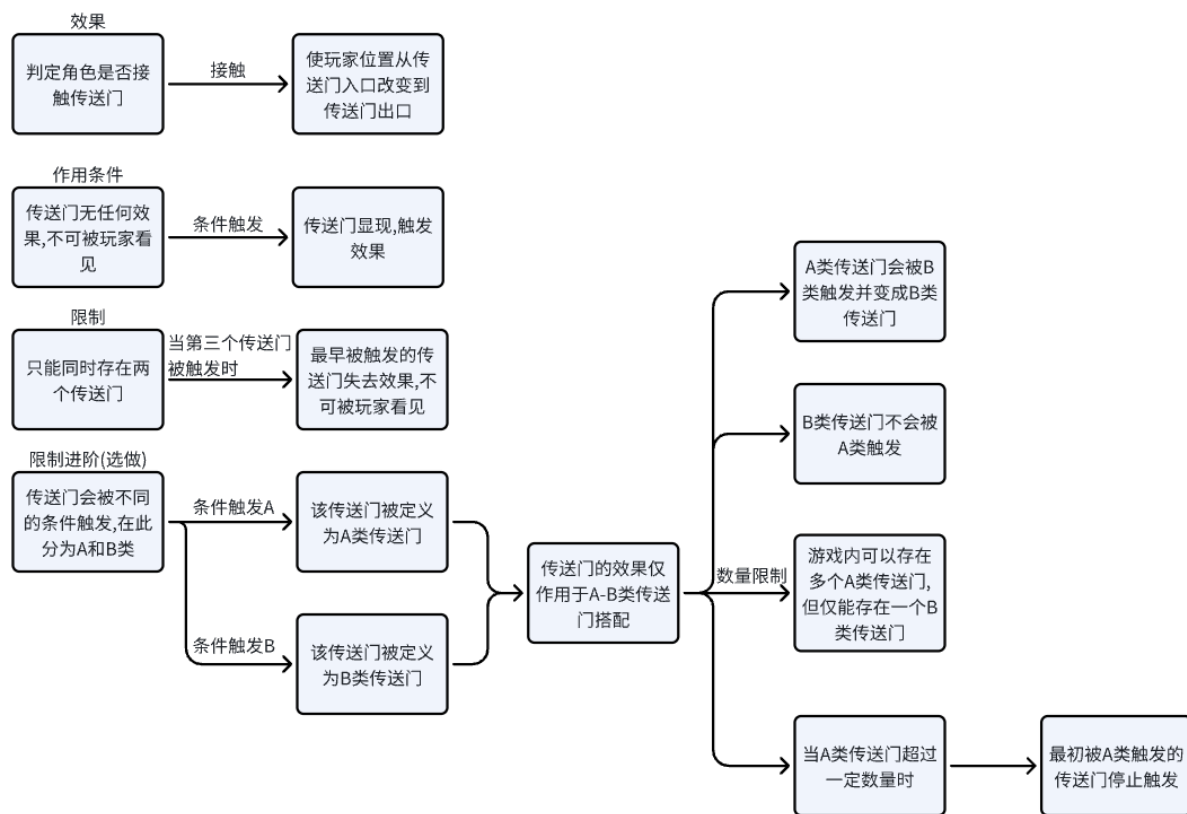 效果
判定角色是否接
触传送门
接触
使玩家位置从传
送门入口改变到
传送门出口
作用条件
传送门无任何效
果,不可被玩家看
见
条件触发
传送门显现,触发
效果
限制
只能同时存在两
个传送门
当第三个传送门
被触发时
最早被触发的传
送门失去效果,不
可被玩家看见
限制进阶(选做)
传送门会被不同
的条件触发,在此
分为A和B类
条件触发A
该传送门被定义
为A类传送门
条件触发B
该传送门被定义
为B类传送门
传送门的效果仅
作用于A-B类传送
门搭配
A类传送门会被B
类触发并变成B类
传送门
B类传送门不会被
A类触发
数量限制
游戏内可以存在
多个A类传送门,
但仅能存在一个B
类传送门
当A类传送门超过
一定数量时
最初被A类触发的
传送门停止触发